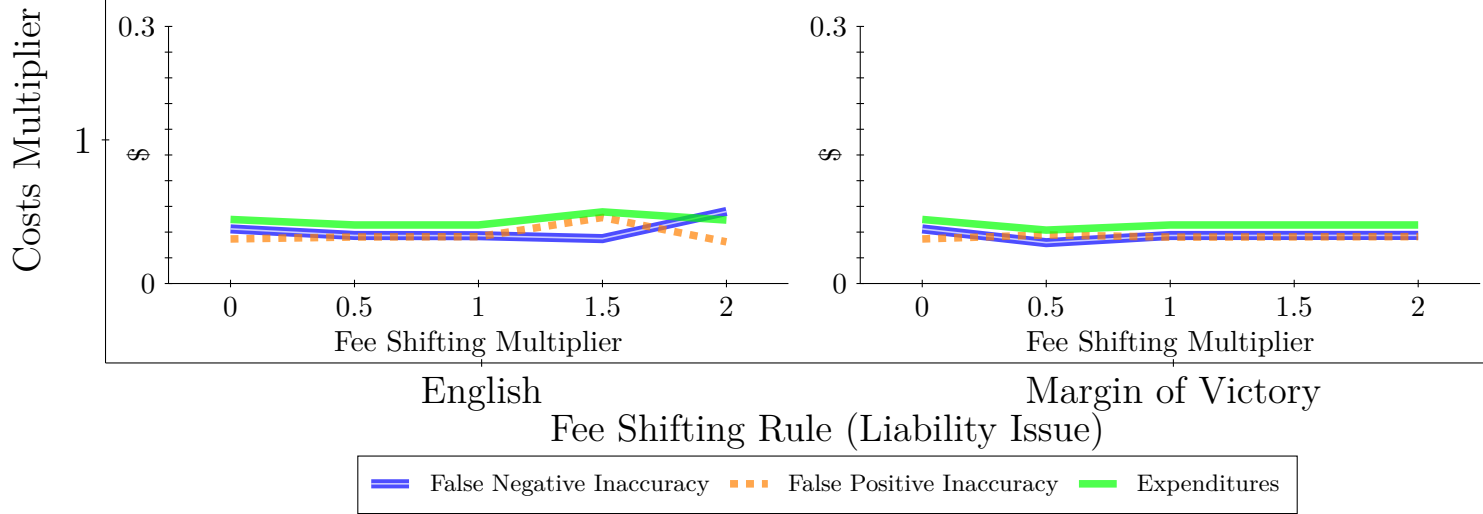 Costs Multiplier
1
0.3
$
0
0 0.5 1 1.5 2
Fee Shifting Multiplier
0.3
$
0
0 0.5 1 1.5 2
Fee Shifting Multiplier
English
Margin of Victory
Fee Shifting Rule (Liability Issue)
False Negative Inaccuracy False Positive Inaccuracy Expenditures